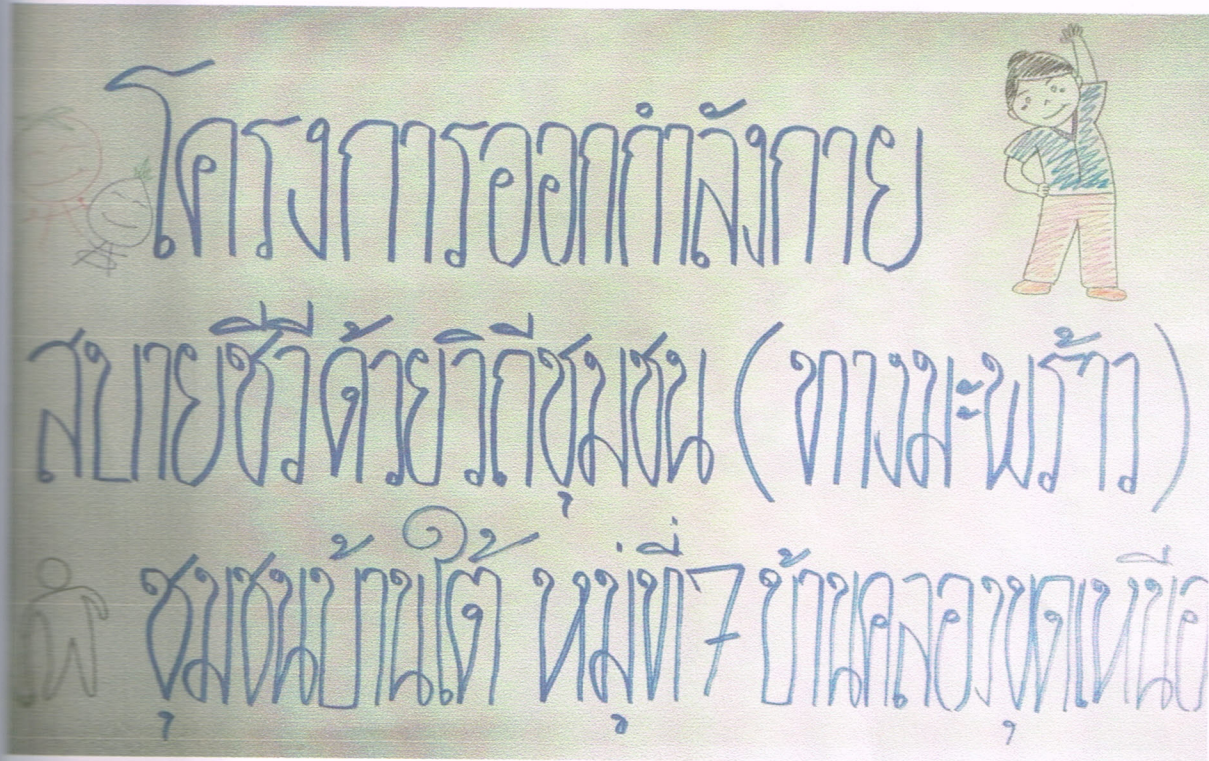 โครงการออกกำลังกาย
สบายชีวีด้วยวิถีชุมชน (ทางมะพร้าว)
ชุมชนบ้านใต้ หมู่ที่ 7 บ้านคลองขุดเหนือ